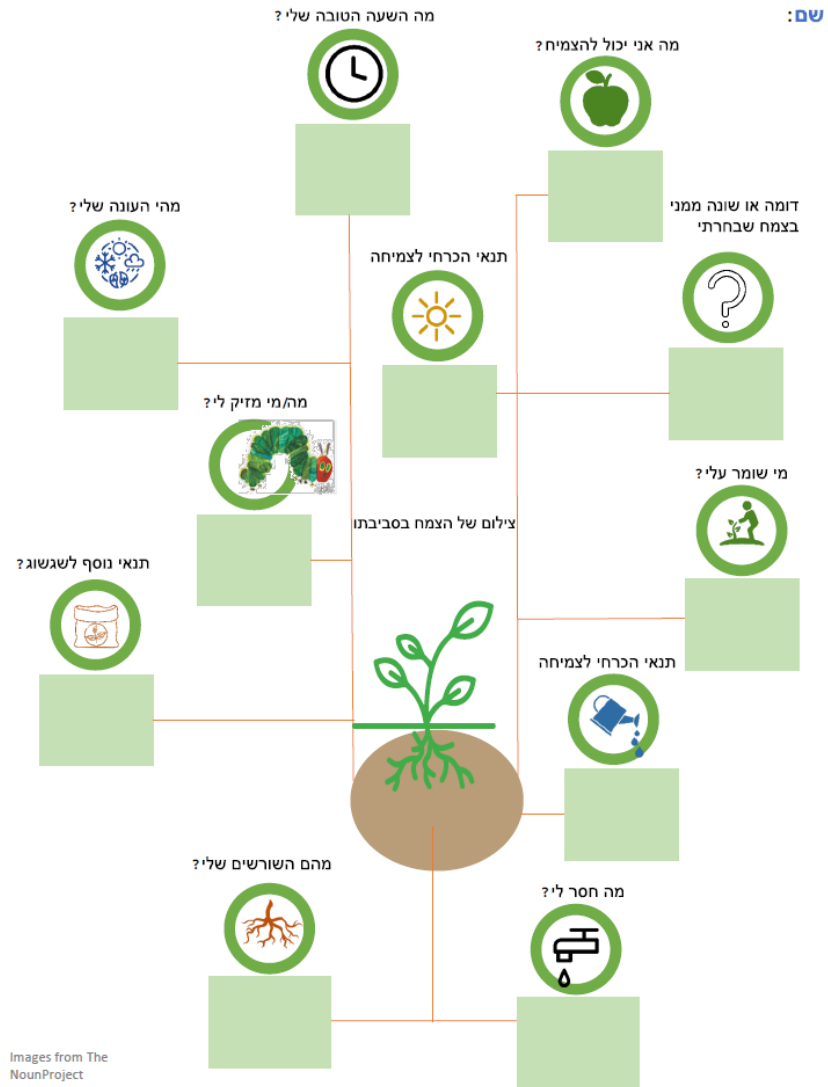 שם:
מה השעה הטובה שלי?
מה אני יכול להצמיח?
מהי העונה שלי?
דומה או שונה ממני
בצמח שבחרתי
תנאי הכרחי לצמיחה
מה/מי מזיק לי?
מי שומר עלי?
צילום של הצמח בסביבתו
תנאי נוסף לשגשוג?
תנאי הכרחי לצמיחה
מהם השורשים שלי?
מה חסר לי?
Images from The
NounProject